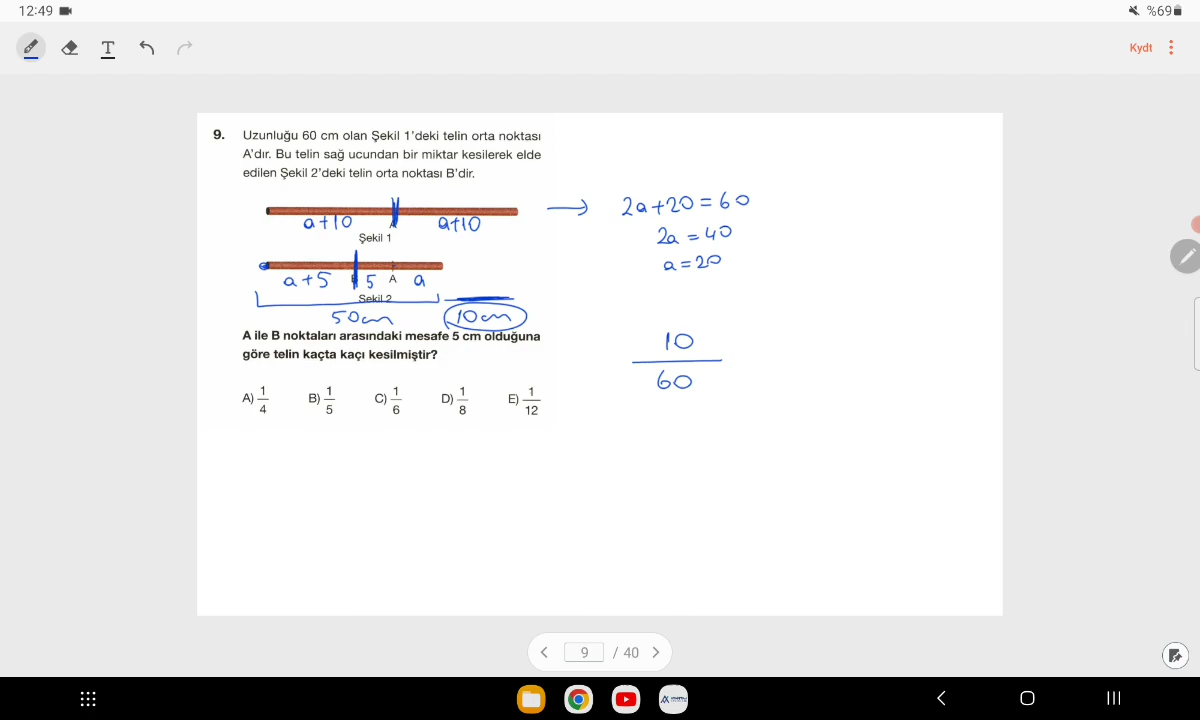 12:49 %69
T Kydt
9. Uzunluğu 60 cm olan Şekil 1'deki telin orta noktası
A'dır. Bu telin sağ ucundan bir miktar kesilerek elde
edilen Şekil 2'deki telin orta noktası B'dir.
2a+20=60
a+10 A a+10
Şekil 1
2a=40
a=20
a+5 B 5 A a
Şekil 2
50cm 10cm
A ile B noktaları arasındaki mesafe 5 cm olduğuna
göre telin kaçta kaçı kesilmiştir?
10
60
A) 1/4 B) 1/5 C) 1/6 D) 1/8 E) 1/12
9 / 40